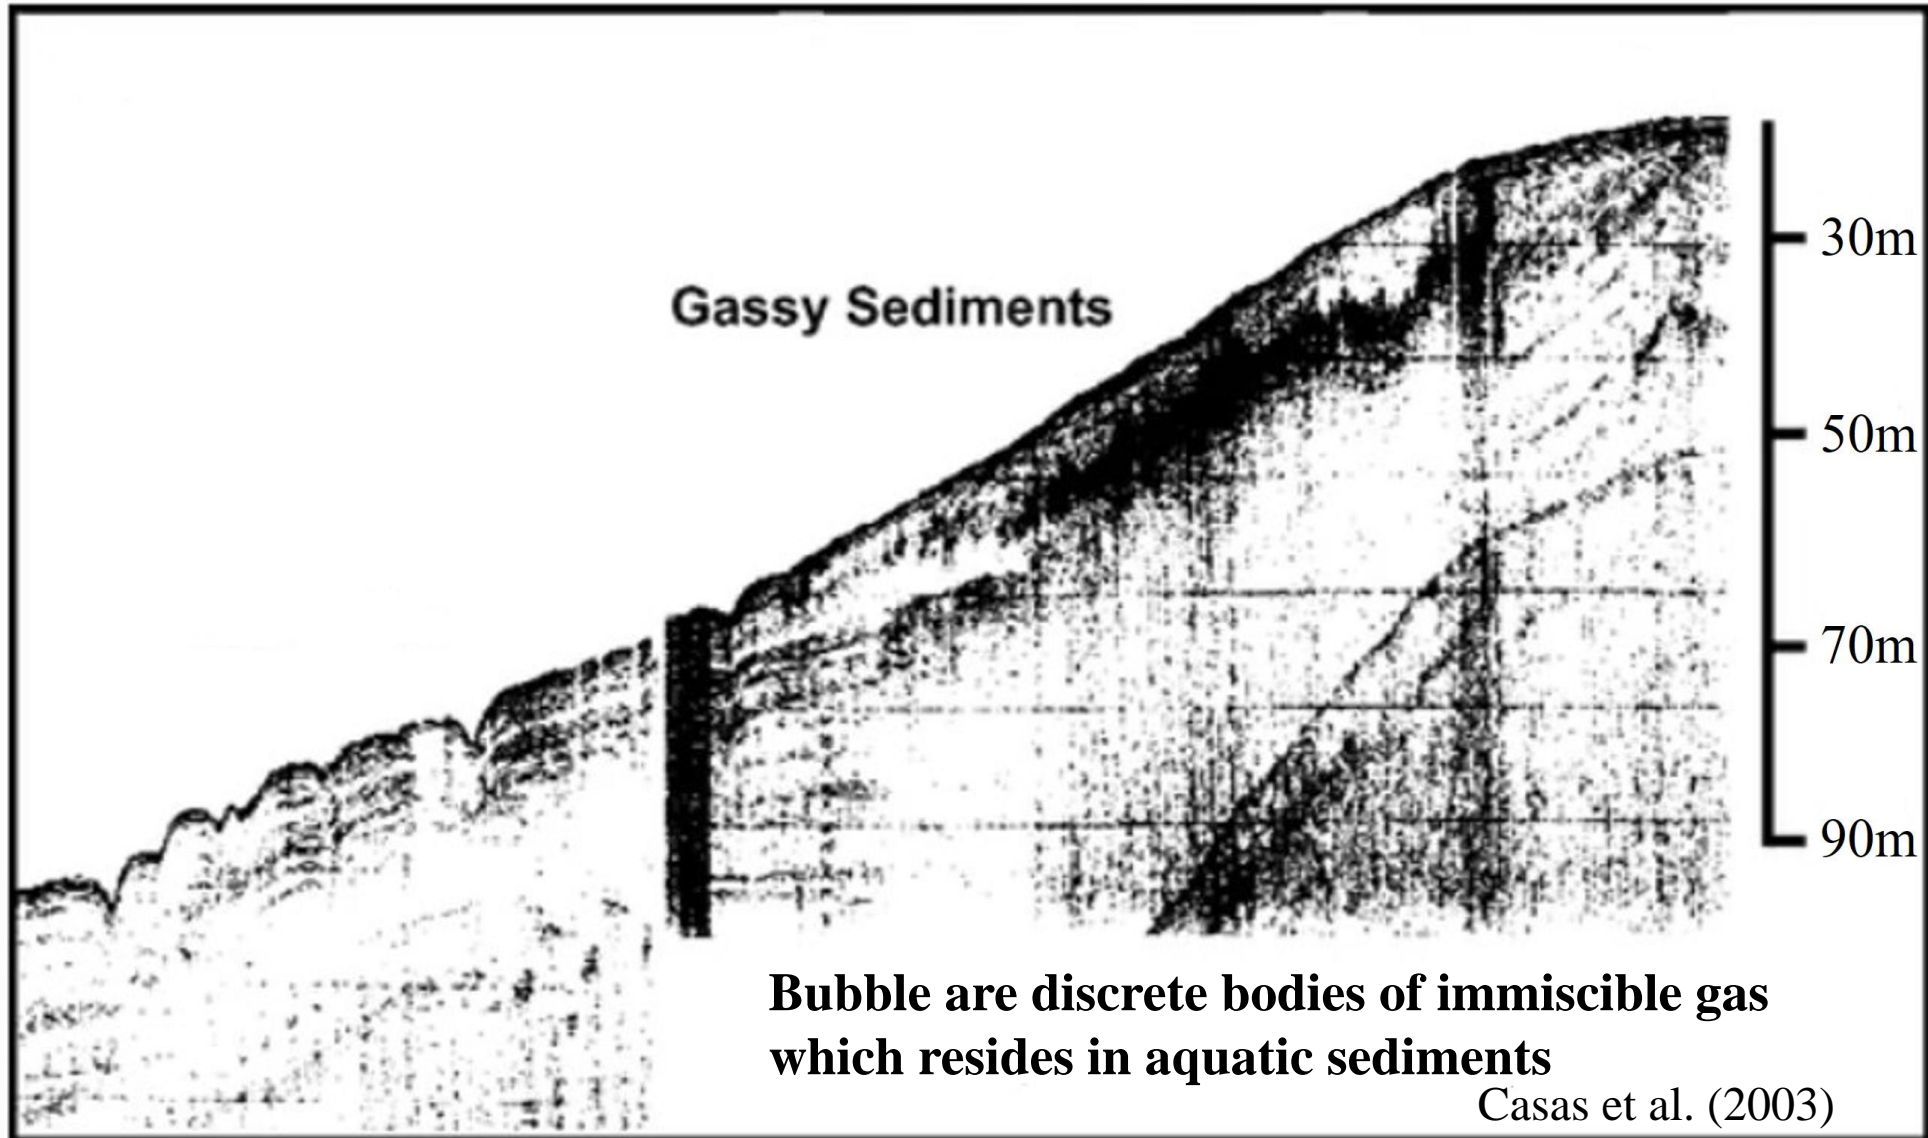 Gassy Sediments
30m
50m
70m
90m
Bubble are discrete bodies of immiscible gas
which resides in aquatic sediments
Casas et al. (2003)